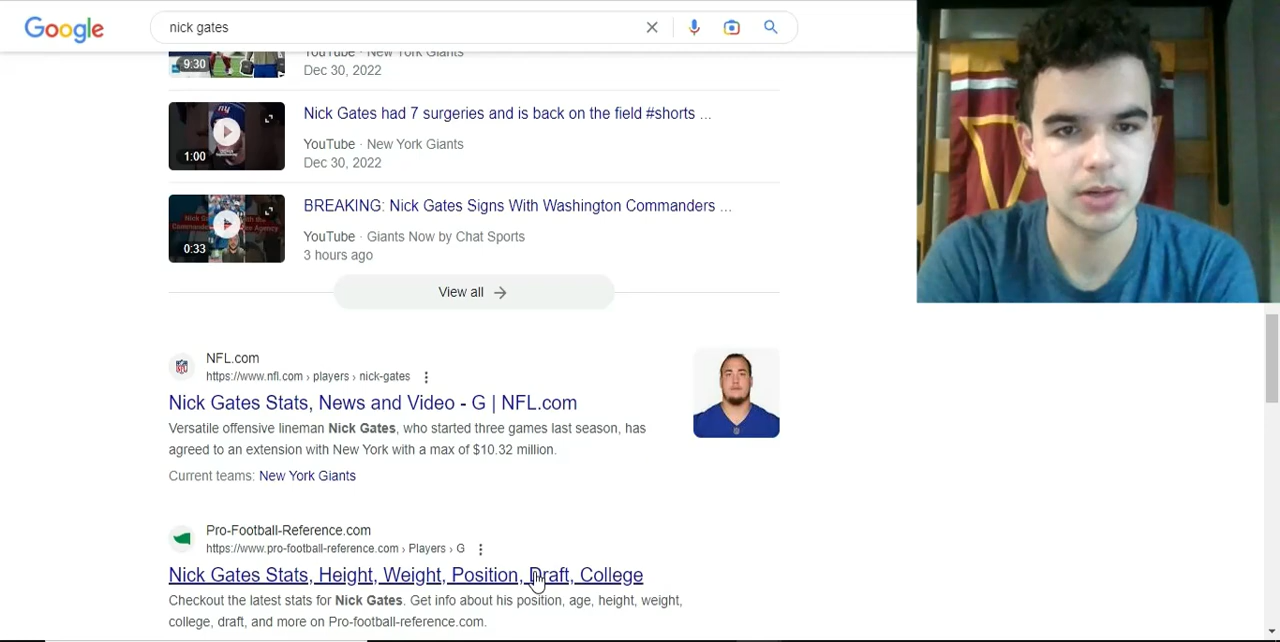 Google
nick gates
YouTube · New York Giants
9:30
Dec 30, 2022
Nick Gates had 7 surgeries and is back on the field #shorts ...
1:00
YouTube · New York Giants
Dec 30, 2022
BREAKING: Nick Gates Signs With Washington Commanders ...
0:33
YouTube · Giants Now by Chat Sports
3 hours ago
View all
NFL.com
https://www.nfl.com › players › nick-gates
Nick Gates Stats, News and Video - G | NFL.com
Versatile offensive lineman Nick Gates, who started three games last season, has
agreed to an extension with New York with a max of $10.32 million.
Current teams: New York Giants
Pro-Football-Reference.com
https://www.pro-football-reference.com › Players › G
Nick Gates Stats, Height, Weight, Position, Draft, College
Checkout the latest stats for Nick Gates. Get info about his position, age, height, weight,
college, draft, and more on Pro-football-reference.com.